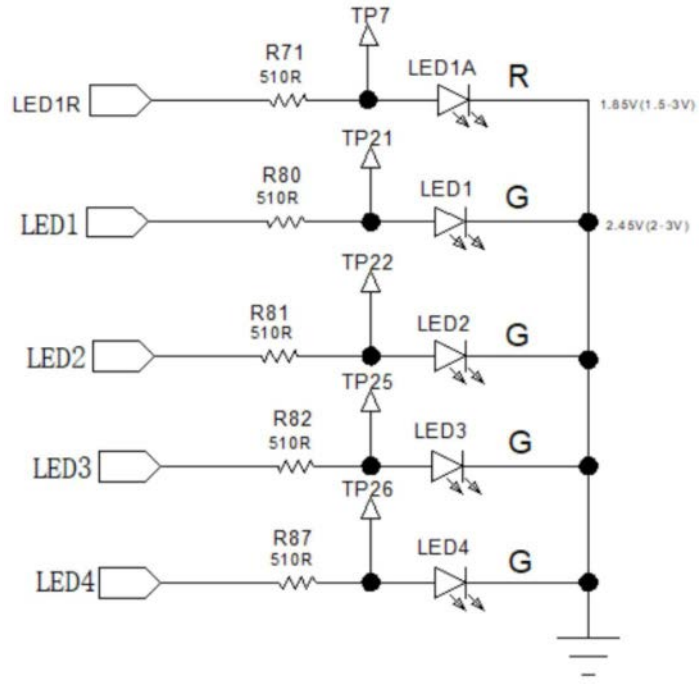 TP7
R71
510R
LED1A
R
LED1R
1.85V(1.5-3V)
TP21
R80
510R
LED1
G
LED1
2.45V(2-3V)
TP22
R81
510R
LED2
G
LED2
TP25
R82
510R
LED3
G
LED3
TP26
R87
510R
LED4
G
LED4